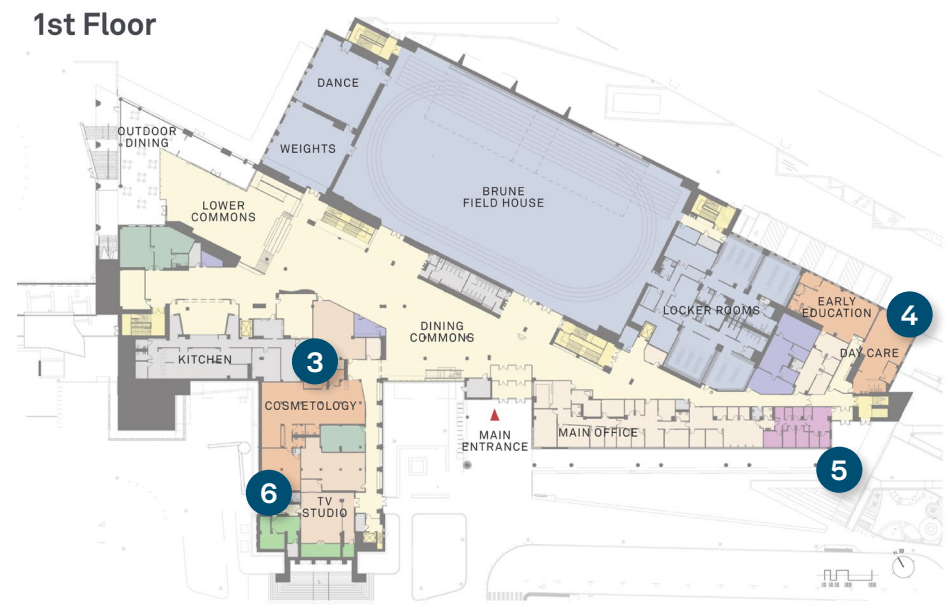 1st Floor
DANCE
OUTDOOR
DINING
WEIGHTS
BRUNE
FIELD HOUSE
LOWER
COMMONS
LOCKER ROOMS
EARLY
EDUCATION
4
DINING
COMMONS
DAY CARE
KITCHEN
3
COSMETOLOGY
MAIN
ENTRANCE
MAIN OFFICE
5
6
TV
STUDIO